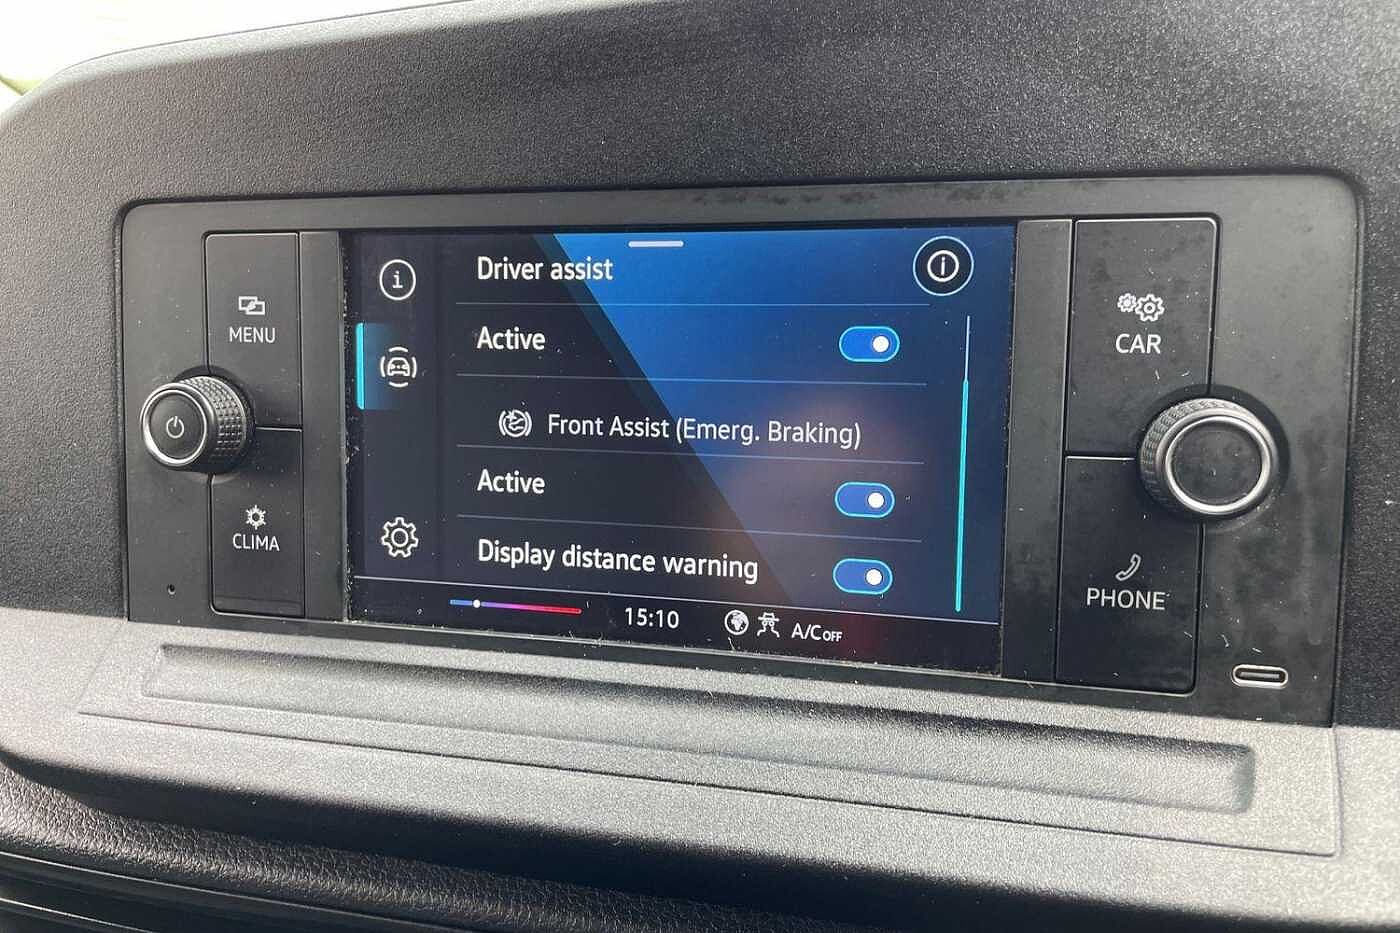 MENU
CLIMA
Driver assist
Active
Front Assist (Emerg. Braking)
Active
Display distance warning
15:10
A/C OFF
CAR
PHONE